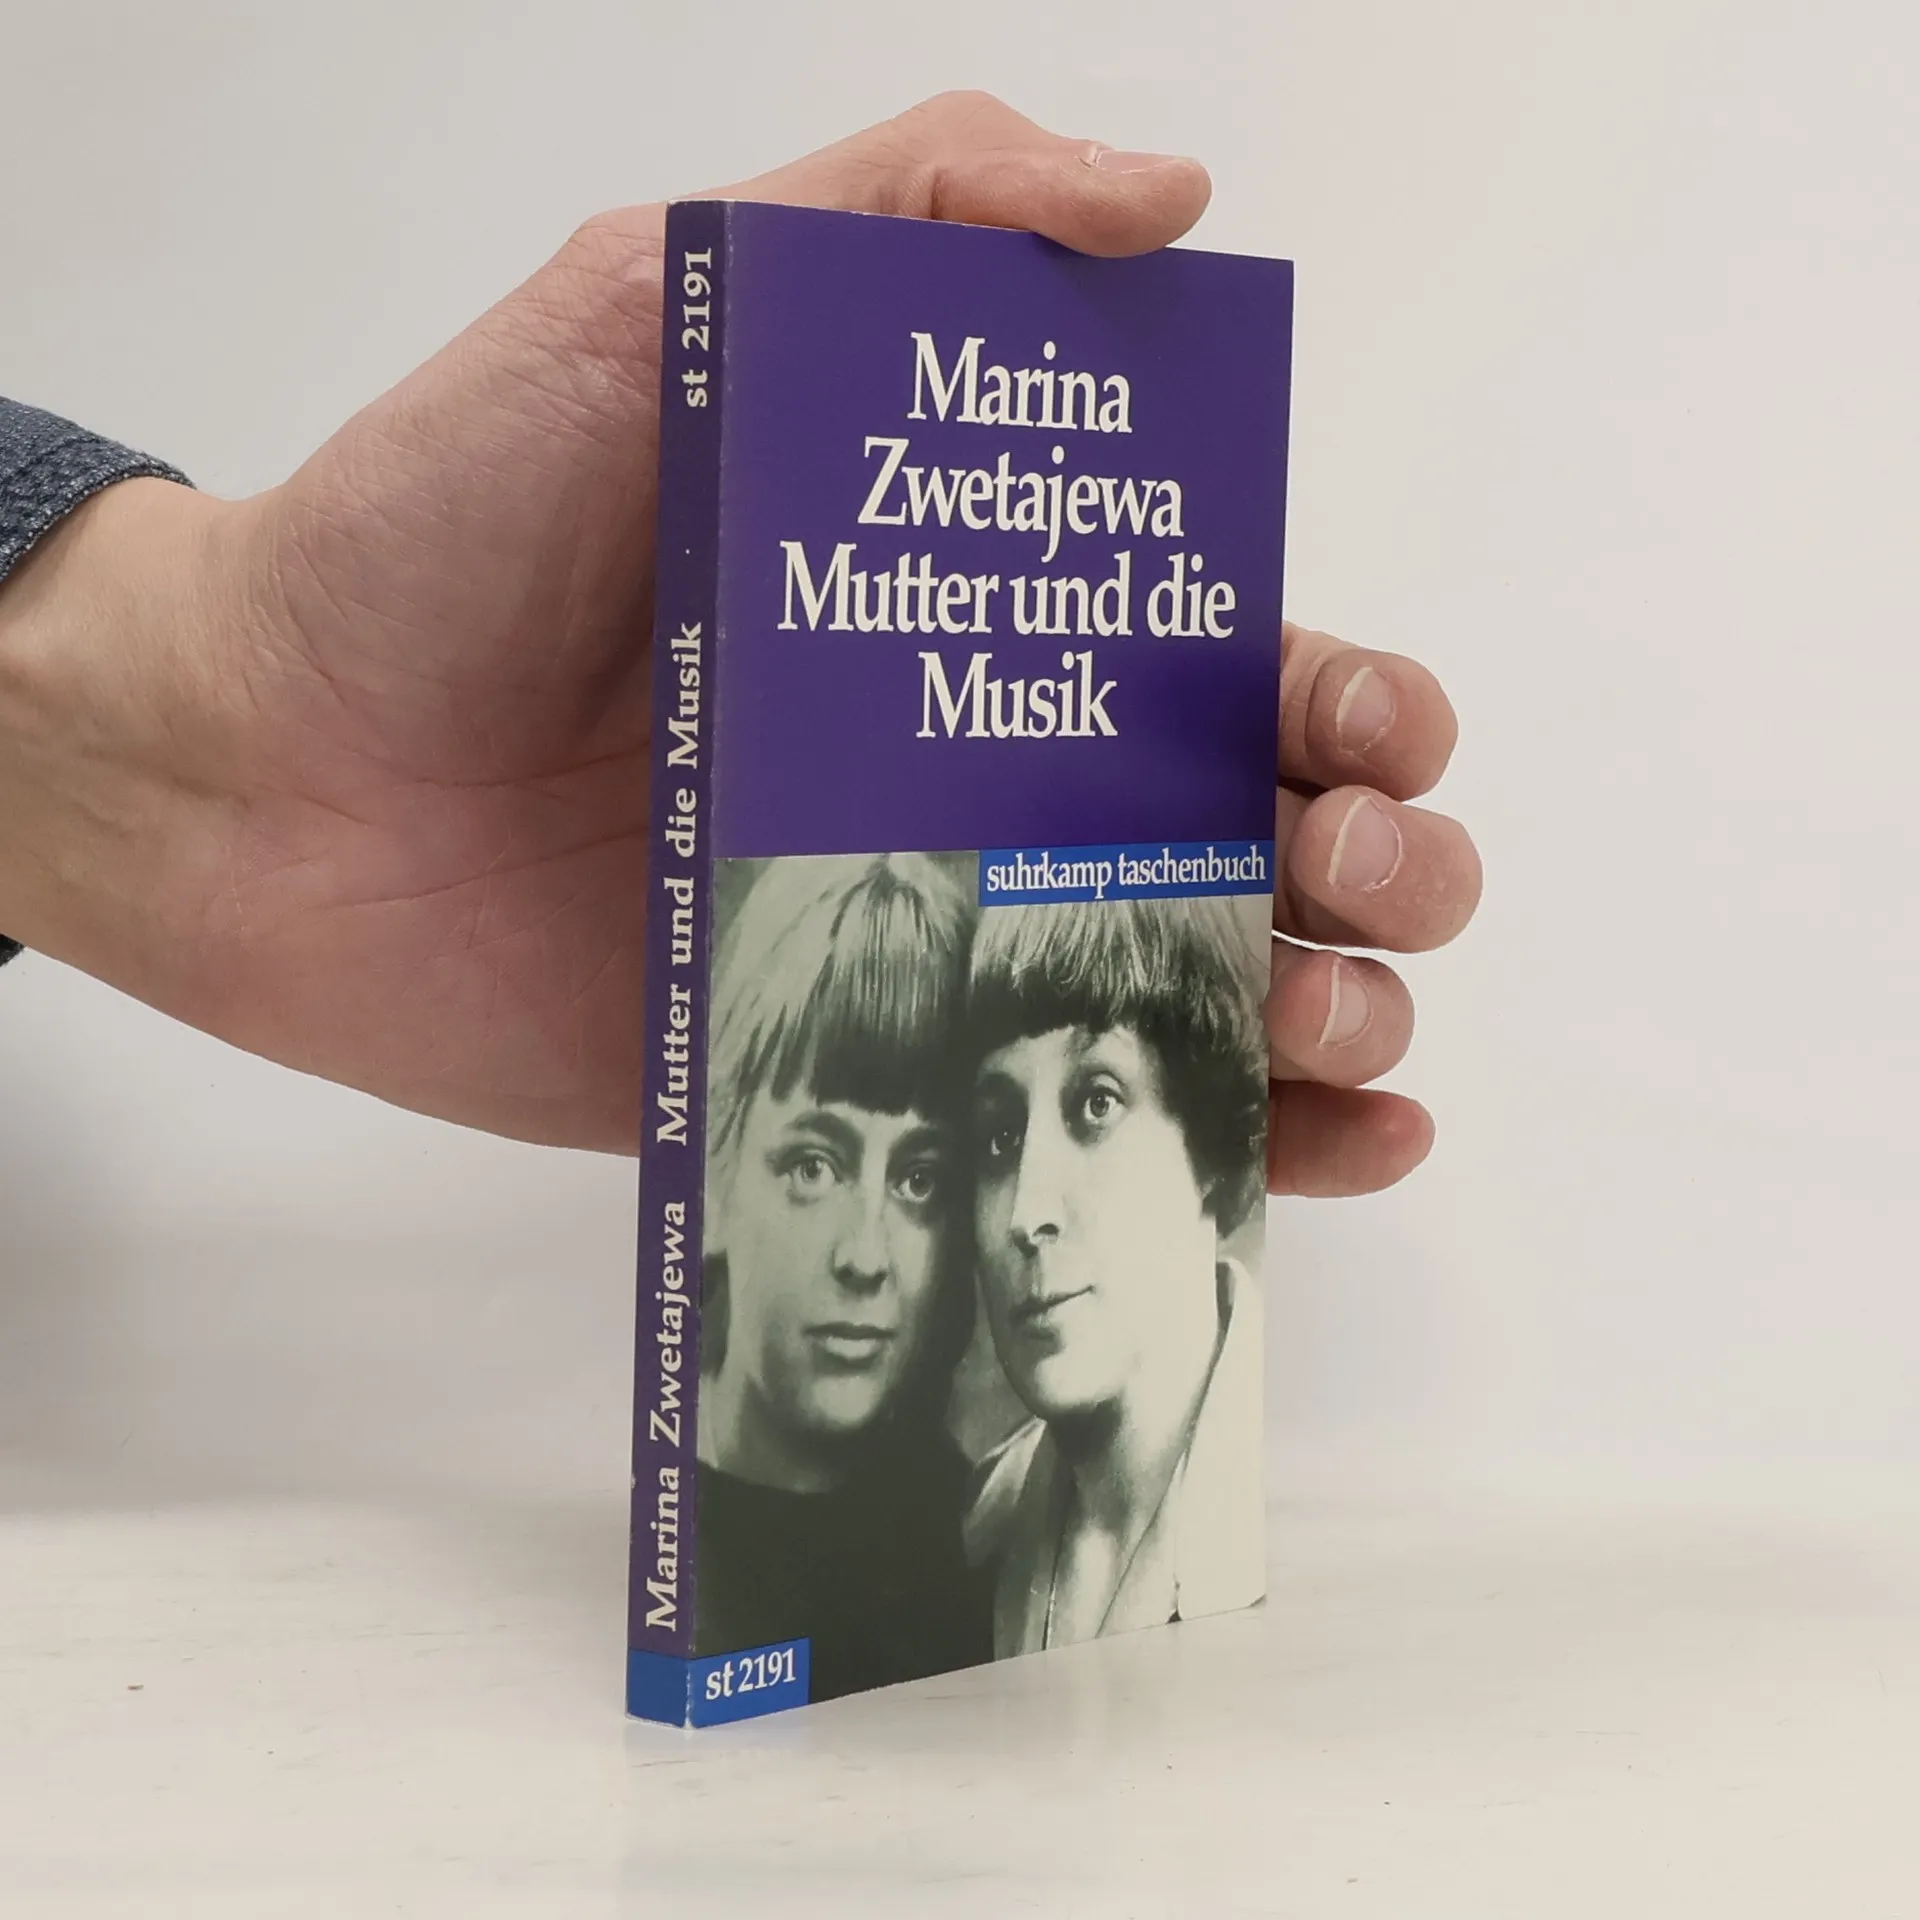 Marina
Zwetajewa
Mutter und die
Musik
suhrkamp taschenbuch
st 2191
Marina Zwetajewa Mutter und die Musik · st 2191